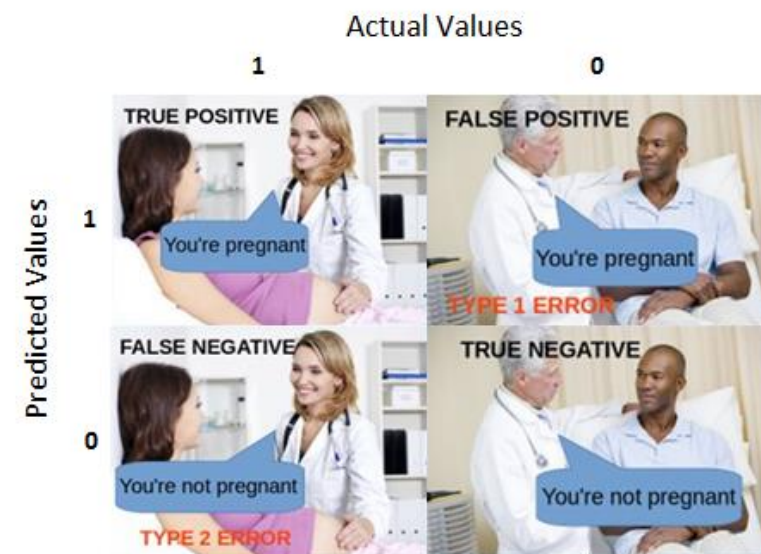 Actual Values
1
0
TRUE POSITIVE
FALSE POSITIVE
Predicted Values
1
You're pregnant
You're pregnant
TYPE 1 ERROR
FALSE NEGATIVE
TRUE NEGATIVE
0
You're not pregnant
You're not pregnant
TYPE 2 ERROR